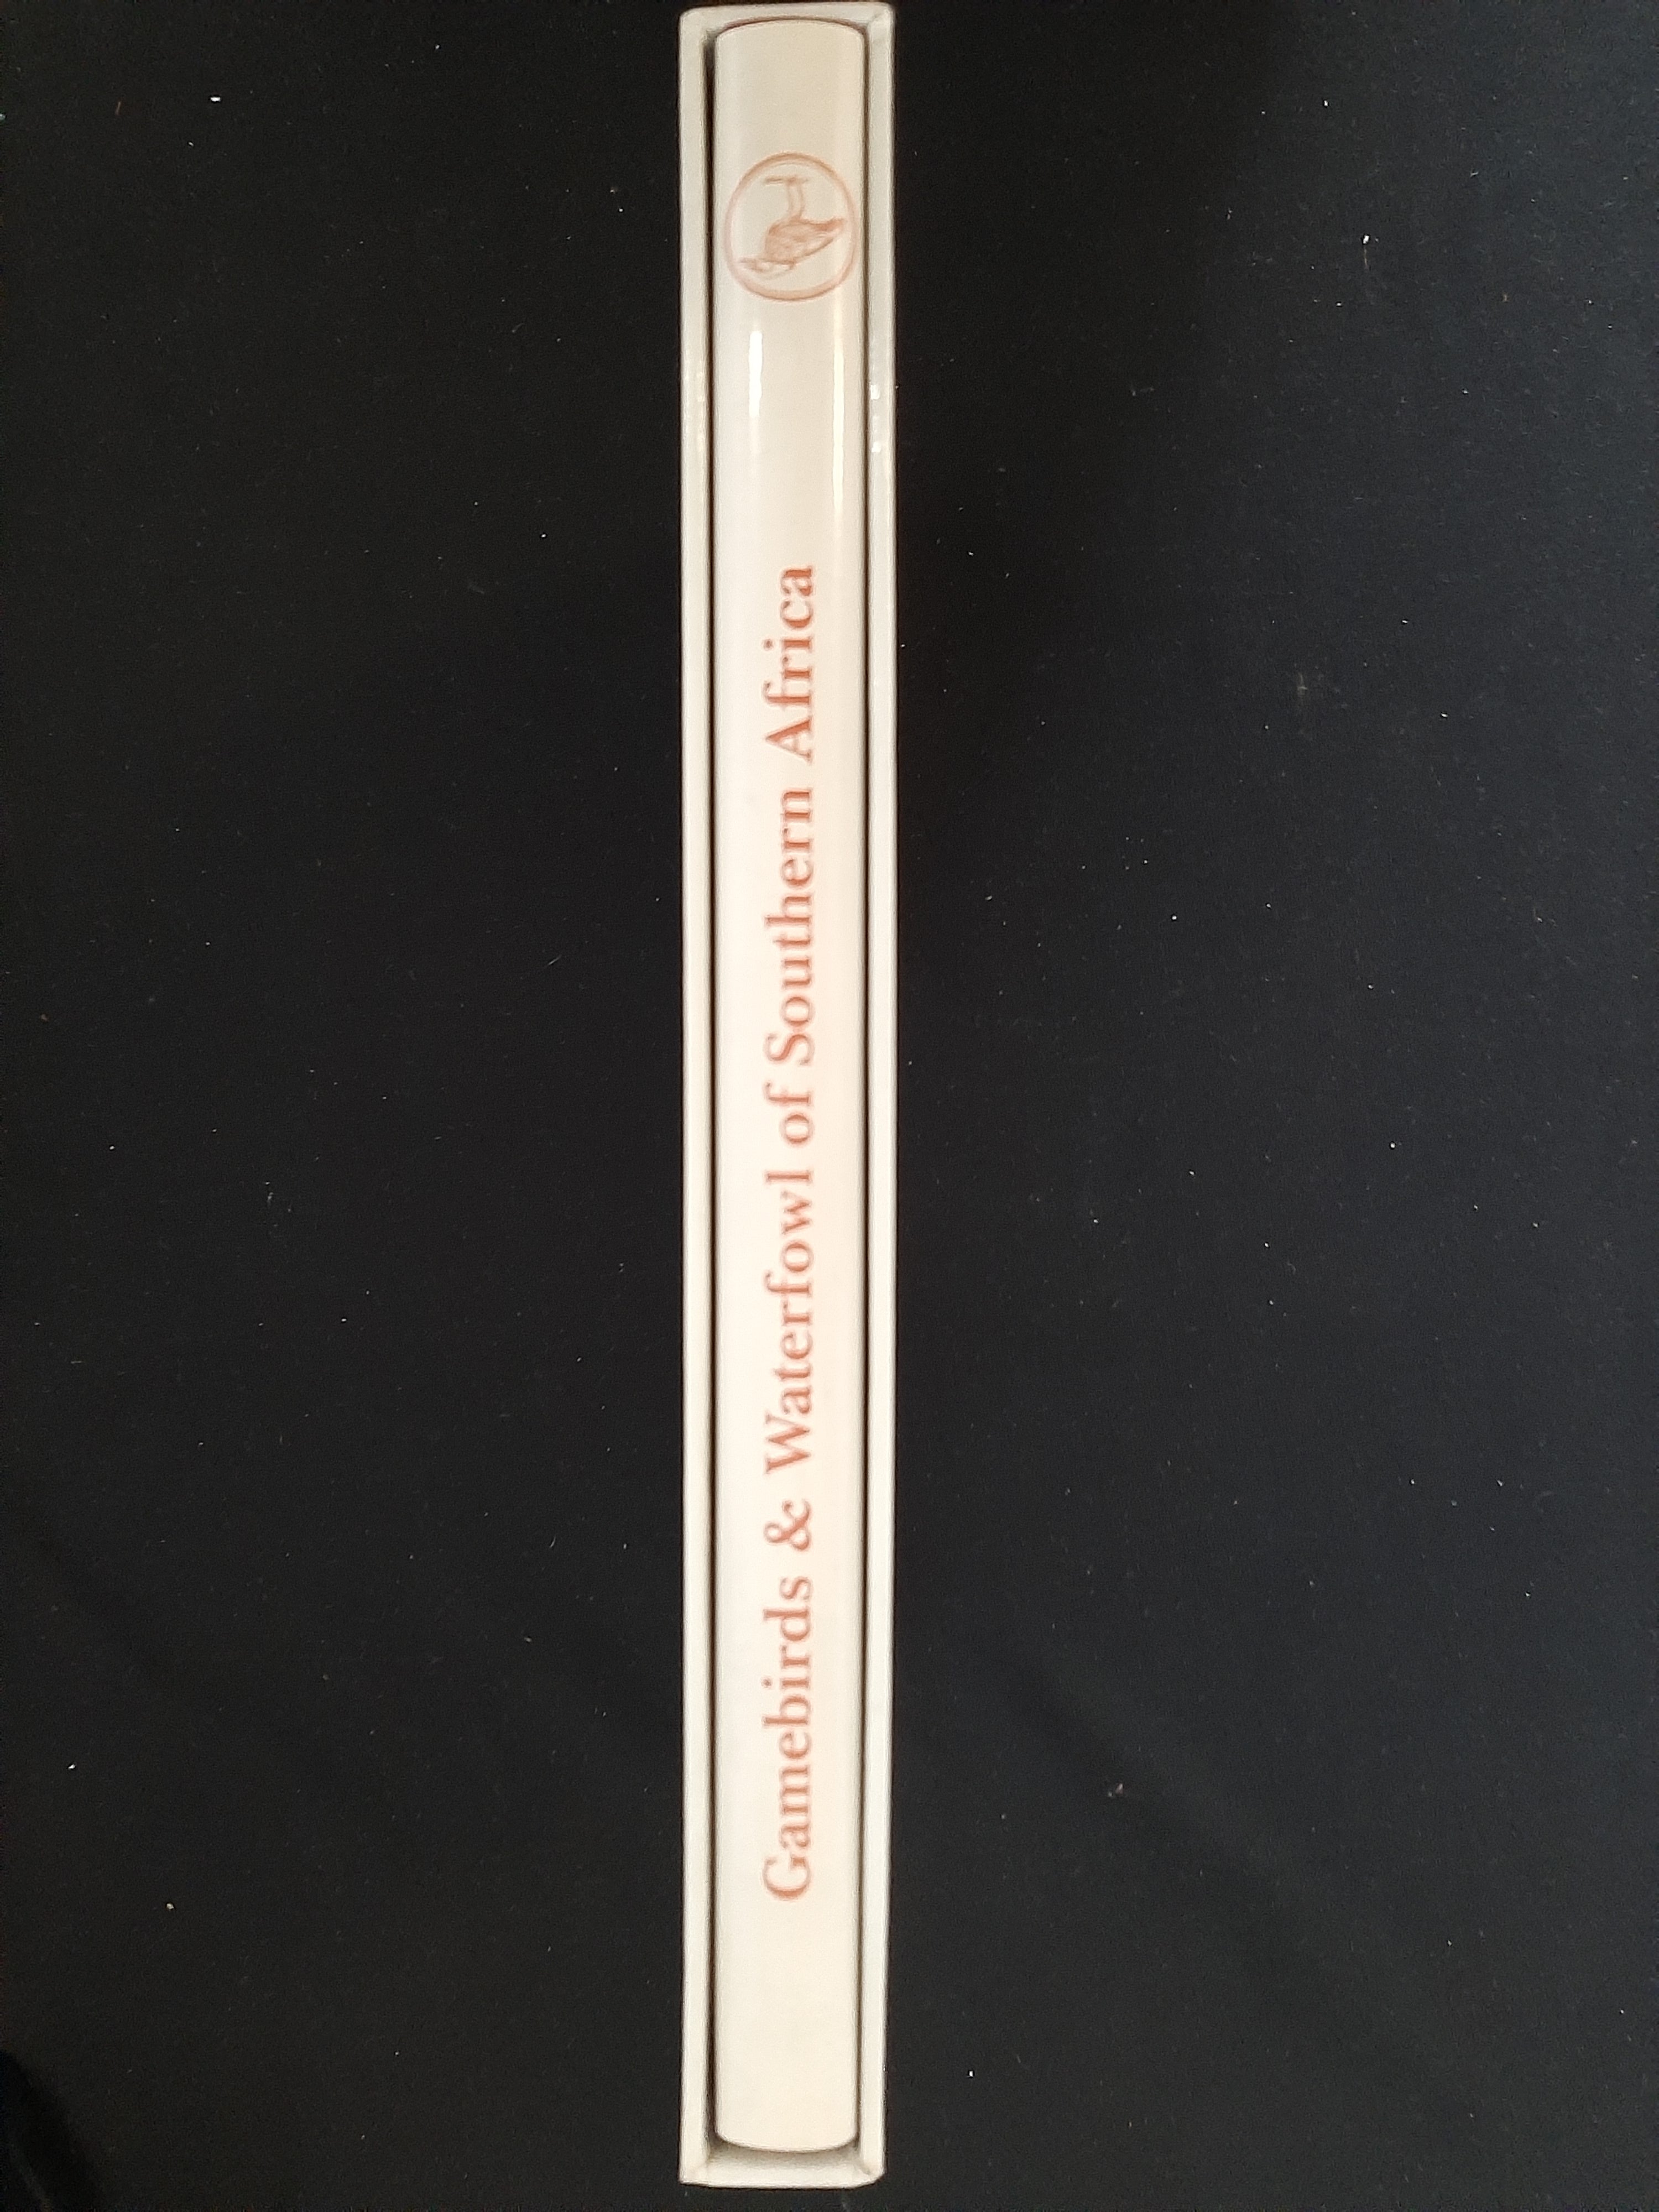 Gamebirds & Waterfowl of Southern Africa